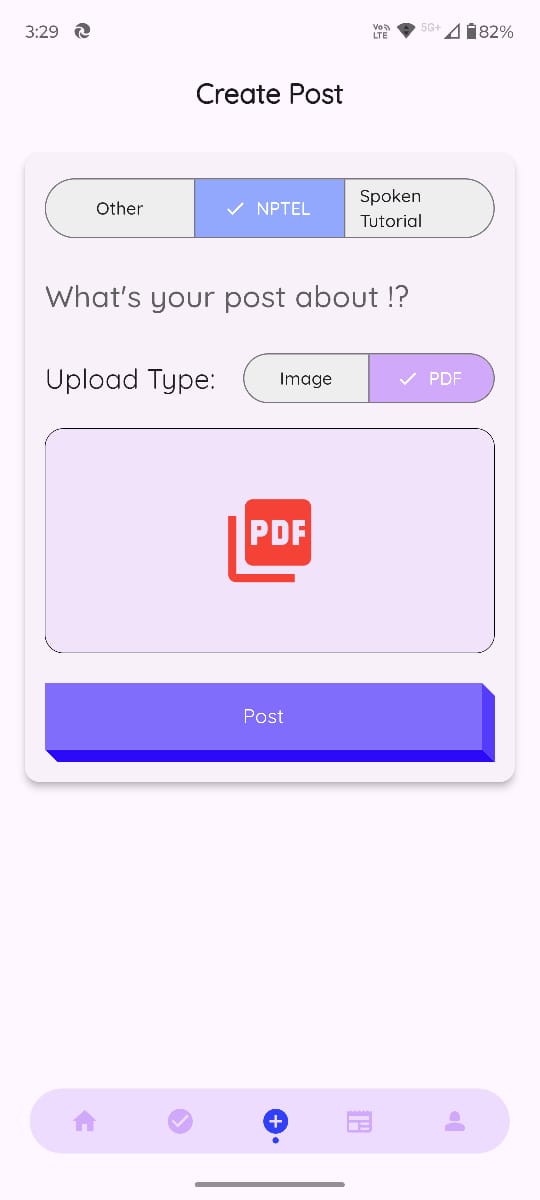 3:29 Vo LTE 5G+ 82%
Create Post
Other NPTEL Spoken
Tutorial
What's your post about !?
Upload Type: Image PDF
PDF
Post